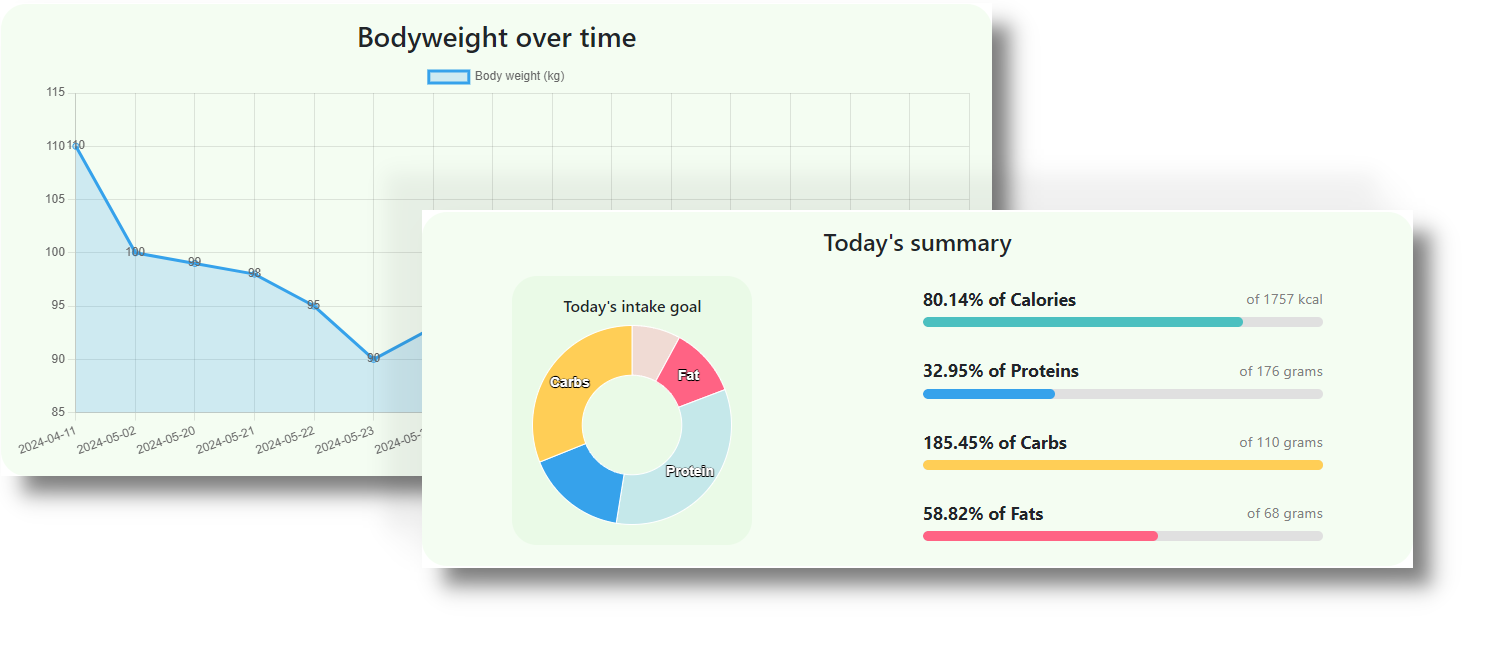 Bodyweight over time
Body weight (kg)
115
110
110
105
100
100
99
98
95
95
90
90
85
2024-04-11
2024-05-02
2024-05-20
2024-05-21
2024-05-22
2024-05-23
Today's summary
Today's intake goal
Carbs
Fat
Protein
80.14% of Calories of 1757 kcal
32.95% of Proteins of 176 grams
185.45% of Carbs of 110 grams
58.82% of Fats of 68 grams